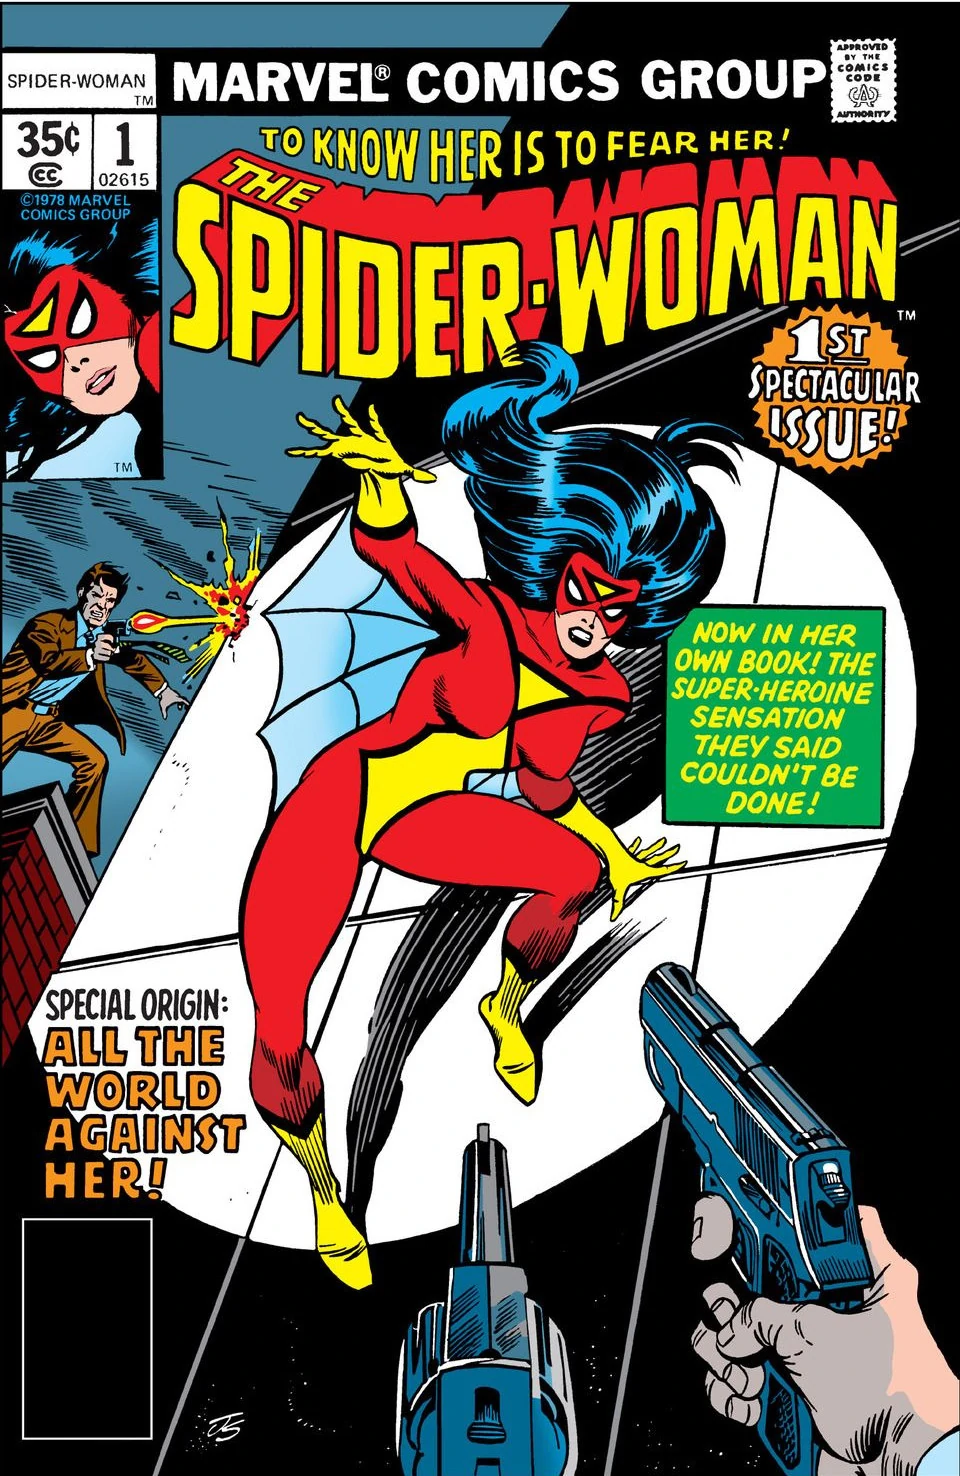 SPIDER-WOMAN
TM
MARVEL® COMICS GROUP
APPROVED
BY THE
COMICS
CODE
CA
AUTHORITY
35¢
CC
1
02615
©1978 MARVEL
COMICS GROUP
TM
TO KNOW HER IS TO FEAR HER!
THE
SPIDER-WOMAN
TM
1ST
SPECTACULAR
ISSUE!
NOW IN HER
OWN BOOK! THE
SUPER-HEROINE
SENSATION
THEY SAID
COULDN'T BE
DONE!
SPECIAL ORIGIN:
ALL THE
WORLD
AGAINST
HER!
JS